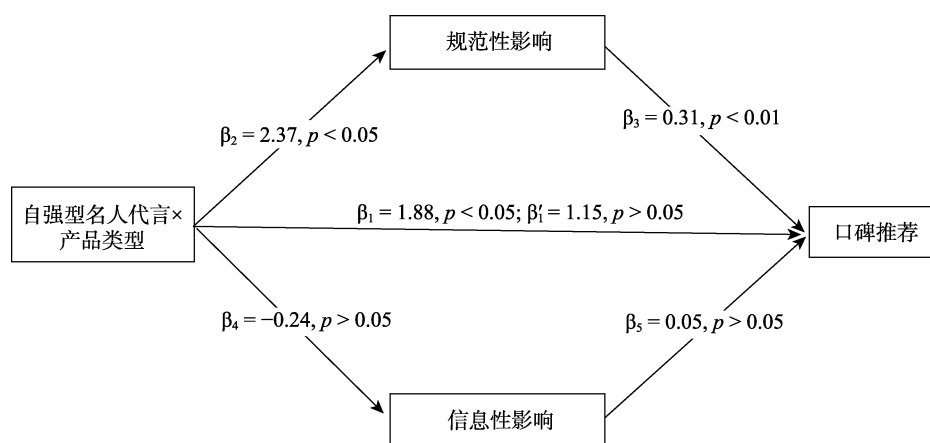 规范性影响
β₂ = 2.37, p < 0.05
β₃ = 0.31, p < 0.01
自强型名人代言×
产品类型
β₁ = 1.88, p < 0.05; β₁′ = 1.15, p > 0.05
口碑推荐
β₄ = −0.24, p > 0.05
β₅ = 0.05, p > 0.05
信息性影响